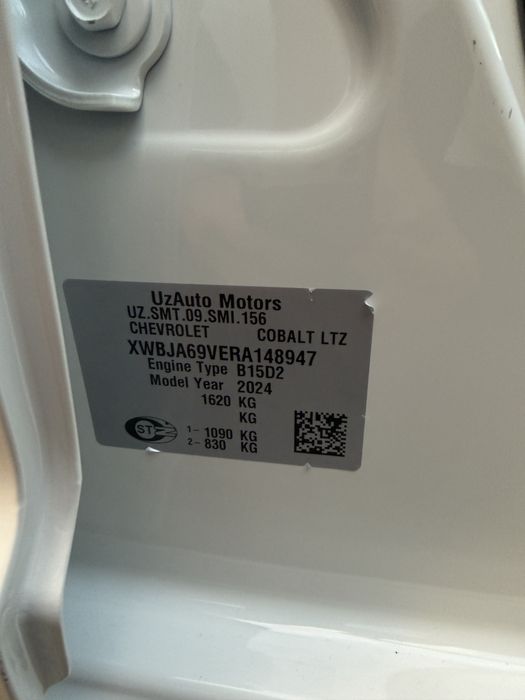 UzAuto Motors
UZ.SMT.09.SMI.156
CHEVROLET COBALT LTZ
XWBJA69VERA148947
Engine Type B15D2
Model Year 2024
1620 KG
KG
ST
1- 1090 KG
2- 830 KG